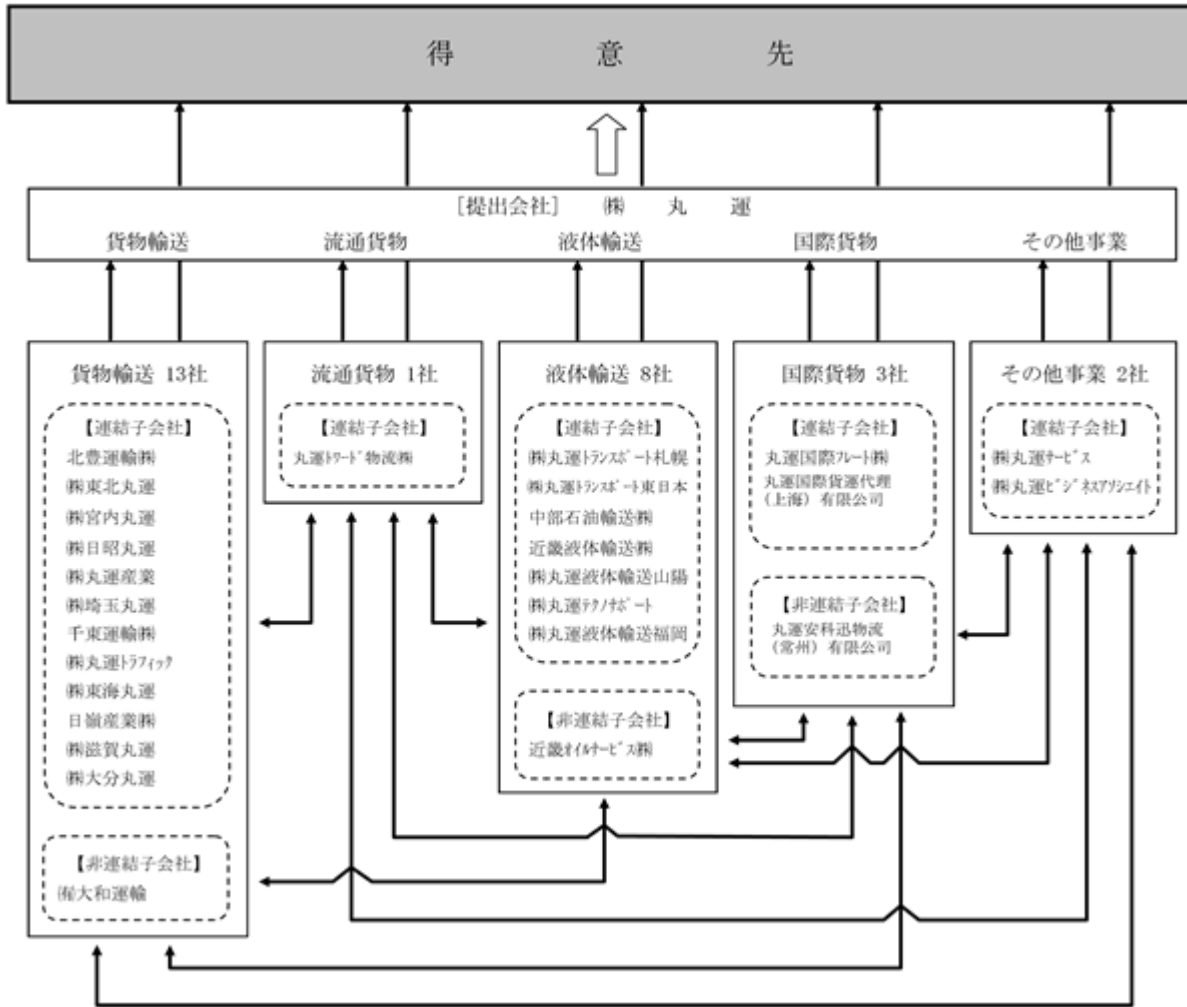 得意先
[提出会社] ㈱ 丸 運
貨物輸送 流通貨物 液体輸送 国際貨物 その他事業
貨物輸送 13社
【連結子会社】
北豊運輸㈱
㈱東北丸運
㈱宮内丸運
㈱日昭丸運
㈱丸運産業
㈱埼玉丸運
千東運輸㈱
㈱丸運ﾄﾗﾌｨｯｸ
㈱東海丸運
日嶺産業㈱
㈱滋賀丸運
㈱大分丸運
【非連結子会社】
㈲大和運輸
流通貨物 1社
【連結子会社】
丸運ﾄﾜｰﾄﾞ物流㈱
液体輸送 8社
【連結子会社】
㈱丸運ﾄﾗﾝｽﾎﾟｰﾄ札幌
㈱丸運ﾄﾗﾝｽﾎﾟｰﾄ東日本
中部石油輸送㈱
近畿液体輸送㈱
㈱丸運液体輸送山陽
㈱丸運ﾃｸﾉｻﾎﾟｰﾄ
㈱丸運液体輸送福岡
【非連結子会社】
近畿ｵｲﾙｻｰﾋﾞｽ㈱
国際貨物 3社
【連結子会社】
丸運国際ﾌﾚｰﾄ㈱
丸運国際貨運代理
(上海) 有限公司
【非連結子会社】
丸運安科迅物流
(常州) 有限公司
その他事業 2社
【連結子会社】
㈱丸運ｻｰﾋﾞｽ
㈱丸運ﾋﾞｼﾞﾈｽｱｿｼｴｲﾄ